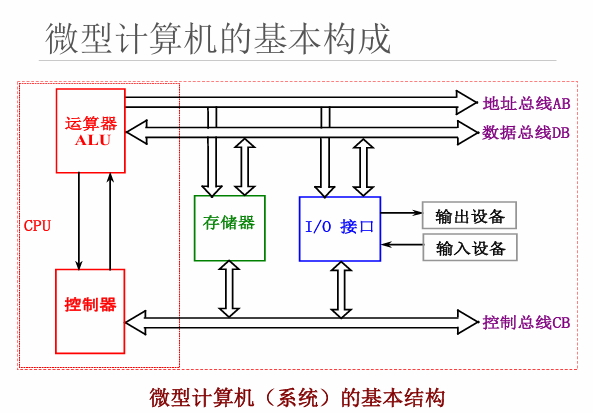 微型计算机的基本构成
运算器
ALU
地址总线AB
数据总线DB
CPU
存储器
I/O 接口
输出设备
输入设备
控制器
控制总线CB
微型计算机（系统）的基本结构